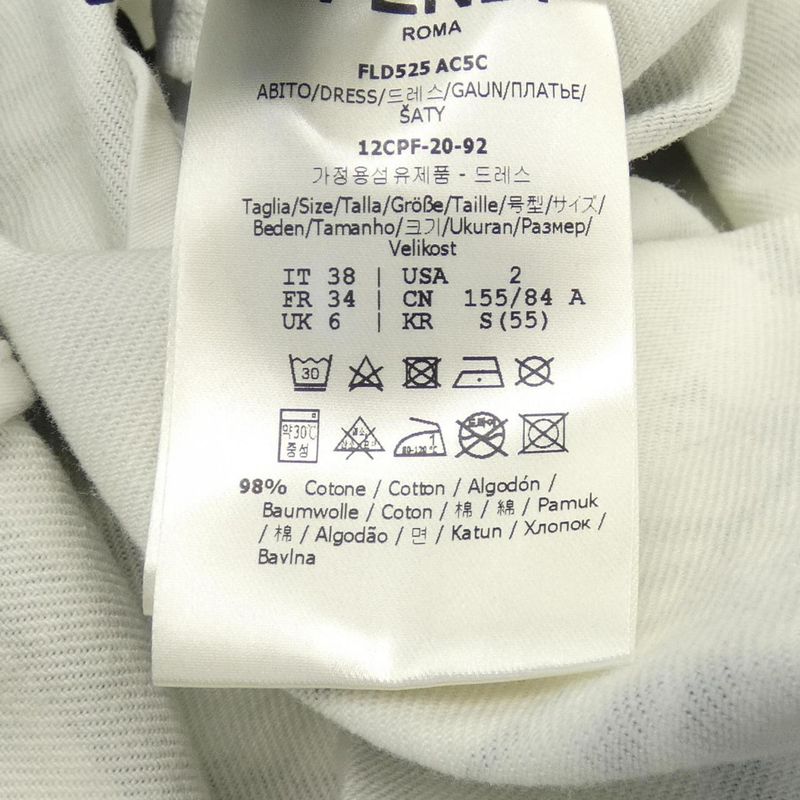 FENDI
ROMA
FLD525 AC5C
ABITO/DRESS/드레스/GAUN/ПЛАТЬЕ/
ŠATY
12CPF-20-92
가정용섬유제품 - 드레스
Taglia/Size/Talla/Größe/Taille/号型/サイズ/
Beden/Tamanho/크기/Ukuran/Размер/
Velikost
IT 38 | USA 2
FR 34 | CN 155/84 A
UK 6 | KR S(55)
30
약30℃
중성
80-120℃
98% Cotone / Cotton / Algodón /
Baumwolle / Coton / 棉 / 綿 / Pamuk
/ 棉 / Algodão / 면 / Katun / Хлопок /
Bavlna